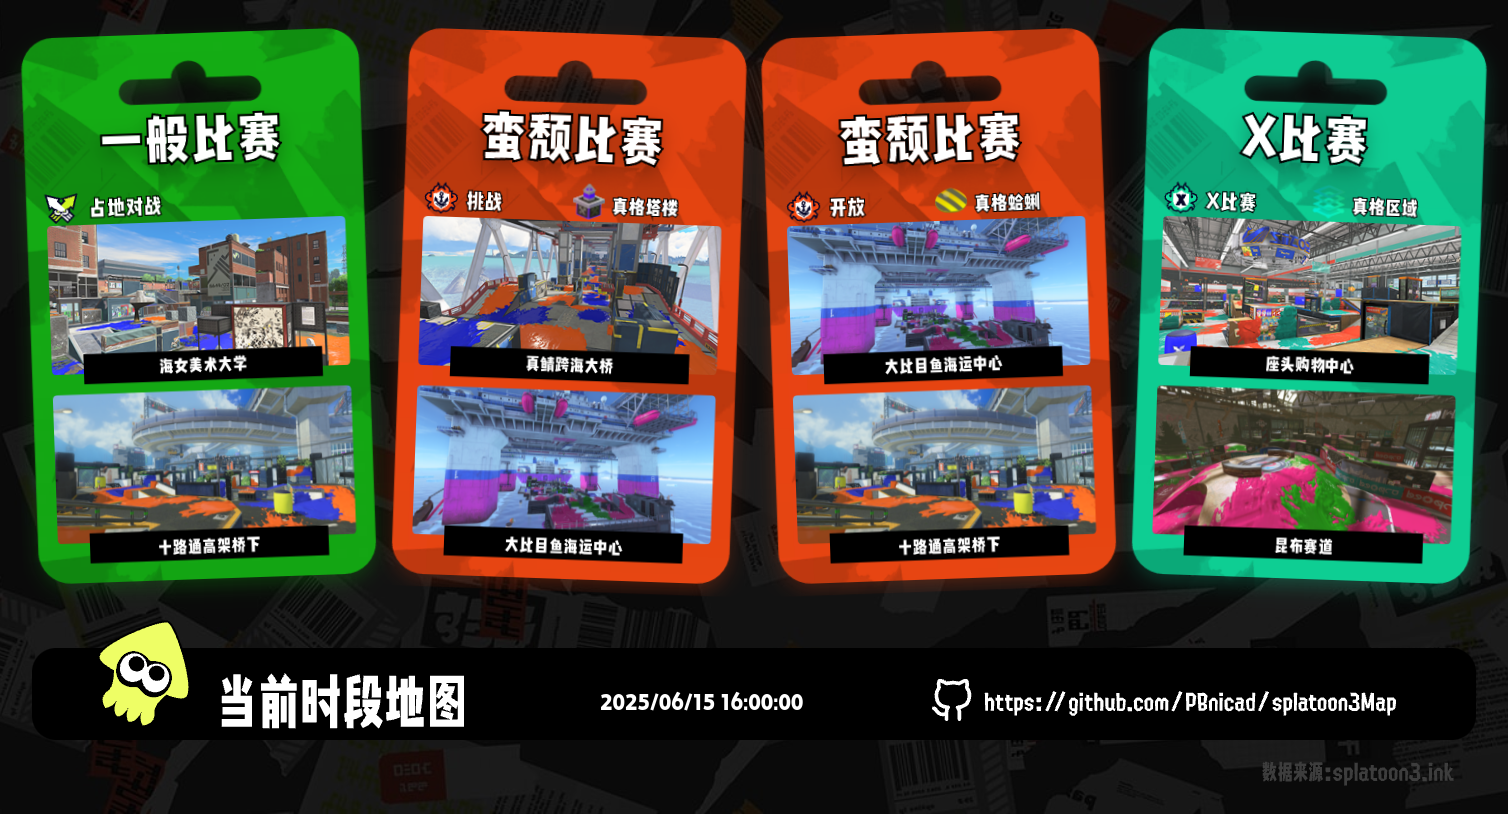 一般比赛
占地对战
海女美术大学
十路通高架桥下
蛮颓比赛
挑战
真格塔楼
真鲭跨海大桥
大比目鱼海运中心
蛮颓比赛
开放
真格蛤蜊
大比目鱼海运中心
十路通高架桥下
X比赛
X比赛
真格区域
座头购物中心
昆布赛道
当前时段地图
2025/06/15 16:00:00
https://github.com/PBnicad/splatoon3Map
数据来源:splatoon3.ink